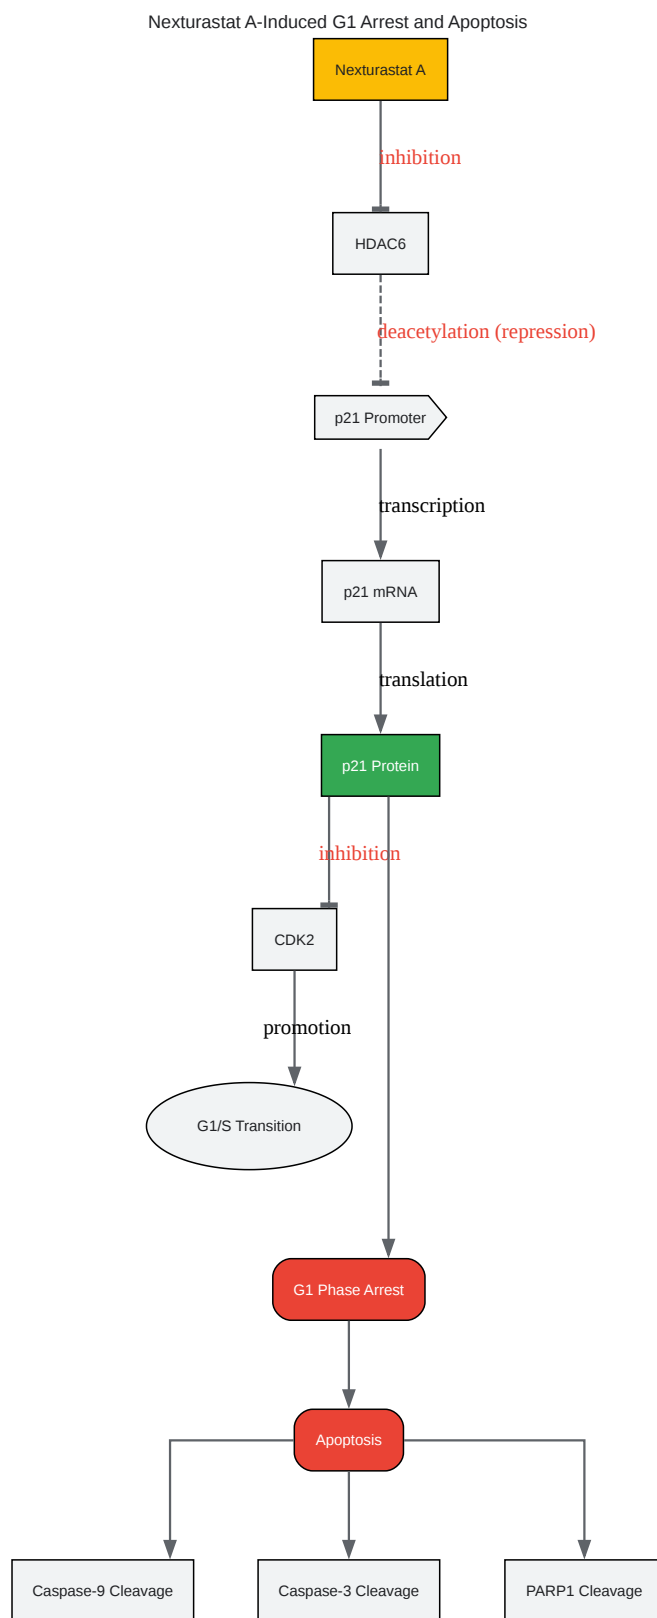 Nexturastat A-Induced G1 Arrest and Apoptosis
Nexturastat A
inhibition
HDAC6
deacetylation (repression)
p21 Promoter
transcription
p21 mRNA
translation
p21 Protein
inhibition
CDK2
promotion
G1/S Transition
G1 Phase Arrest
Apoptosis
Caspase-9 Cleavage
Caspase-3 Cleavage
PARP1 Cleavage